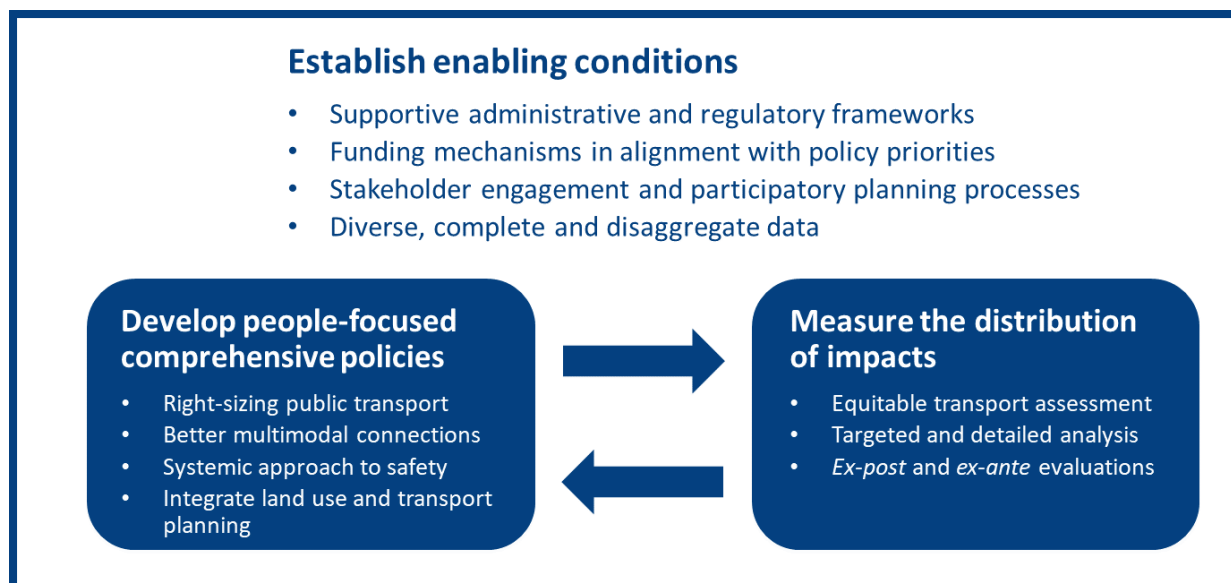 Establish enabling conditions
• Supportive administrative and regulatory frameworks
• Funding mechanisms in alignment with policy priorities
• Stakeholder engagement and participatory planning processes
• Diverse, complete and disaggregate data
Develop people-focused
comprehensive policies
• Right-sizing public transport
• Better multimodal connections
• Systemic approach to safety
• Integrate land use and transport
planning
Measure the distribution
of impacts
• Equitable transport assessment
• Targeted and detailed analysis
• Ex-post and ex-ante evaluations